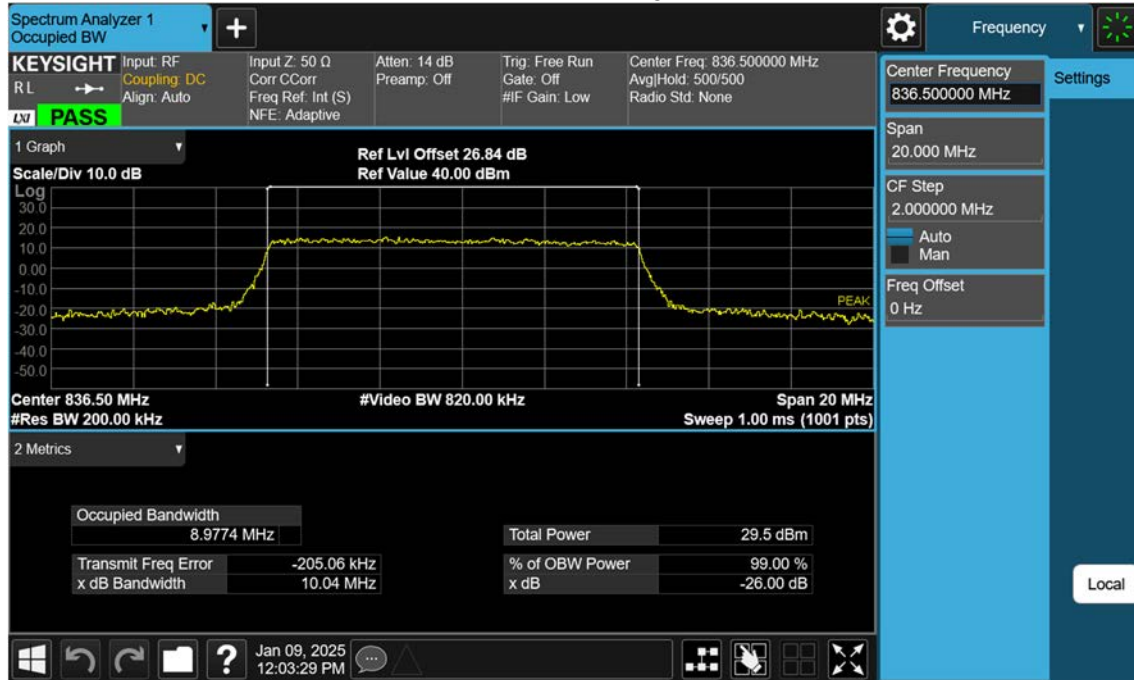 Spectrum Analyzer 1
Occupied BW
+
Frequency
KEYSIGHT
R L
LXI
PASS
Input: RF
Coupling: DC
Align: Auto
Input Z: 50 Ω
Corr CCorr
Freq Ref: Int (S)
NFE: Adaptive
Atten: 14 dB
Preamp: Off
Trig: Free Run
Gate: Off
#IF Gain: Low
Center Freq: 836.500000 MHz
Avg|Hold: 500/500
Radio Std: None
1 Graph
Scale/Div 10.0 dB
Ref Lvl Offset 26.84 dB
Ref Value 40.00 dBm
Log
30.0
20.0
10.0
0.00
-10.0
-20.0
-30.0
-40.0
-50.0
PEAK
Center 836.50 MHz
#Video BW 820.00 kHz
Span 20 MHz
#Res BW 200.00 kHz
Sweep 1.00 ms (1001 pts)
2 Metrics
Occupied Bandwidth
8.9774 MHz
Total Power 29.5 dBm
Transmit Freq Error -205.06 kHz
% of OBW Power 99.00 %
x dB Bandwidth 10.04 MHz
x dB -26.00 dB
Center Frequency
836.500000 MHz
Settings
Span
20.000 MHz
CF Step
2.000000 MHz
Auto
Man
Freq Offset
0 Hz
Local
?
Jan 09, 2025
12:03:29 PM